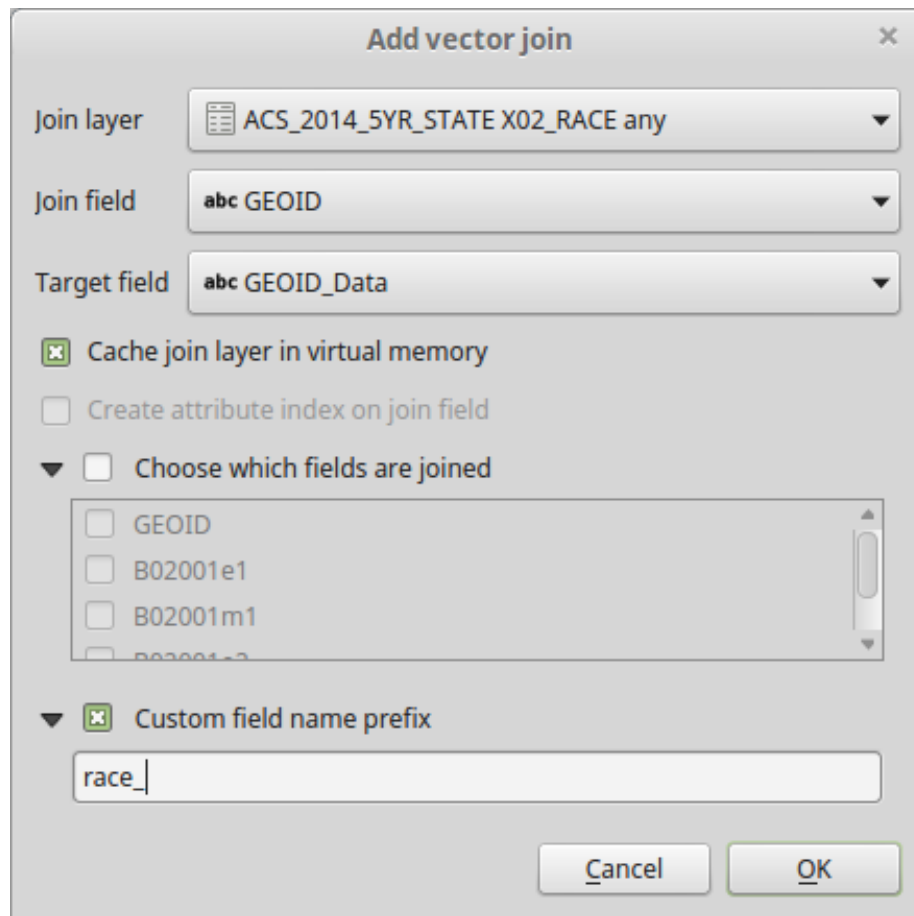 Add vector join
Join layer ACS_2014_5YR_STATE X02_RACE any
Join field abc GEOID
Target field abc GEOID_Data
Cache join layer in virtual memory
Create attribute index on join field
Choose which fields are joined
GEOID
B02001e1
B02001m1
Custom field name prefix
race_
Cancel OK